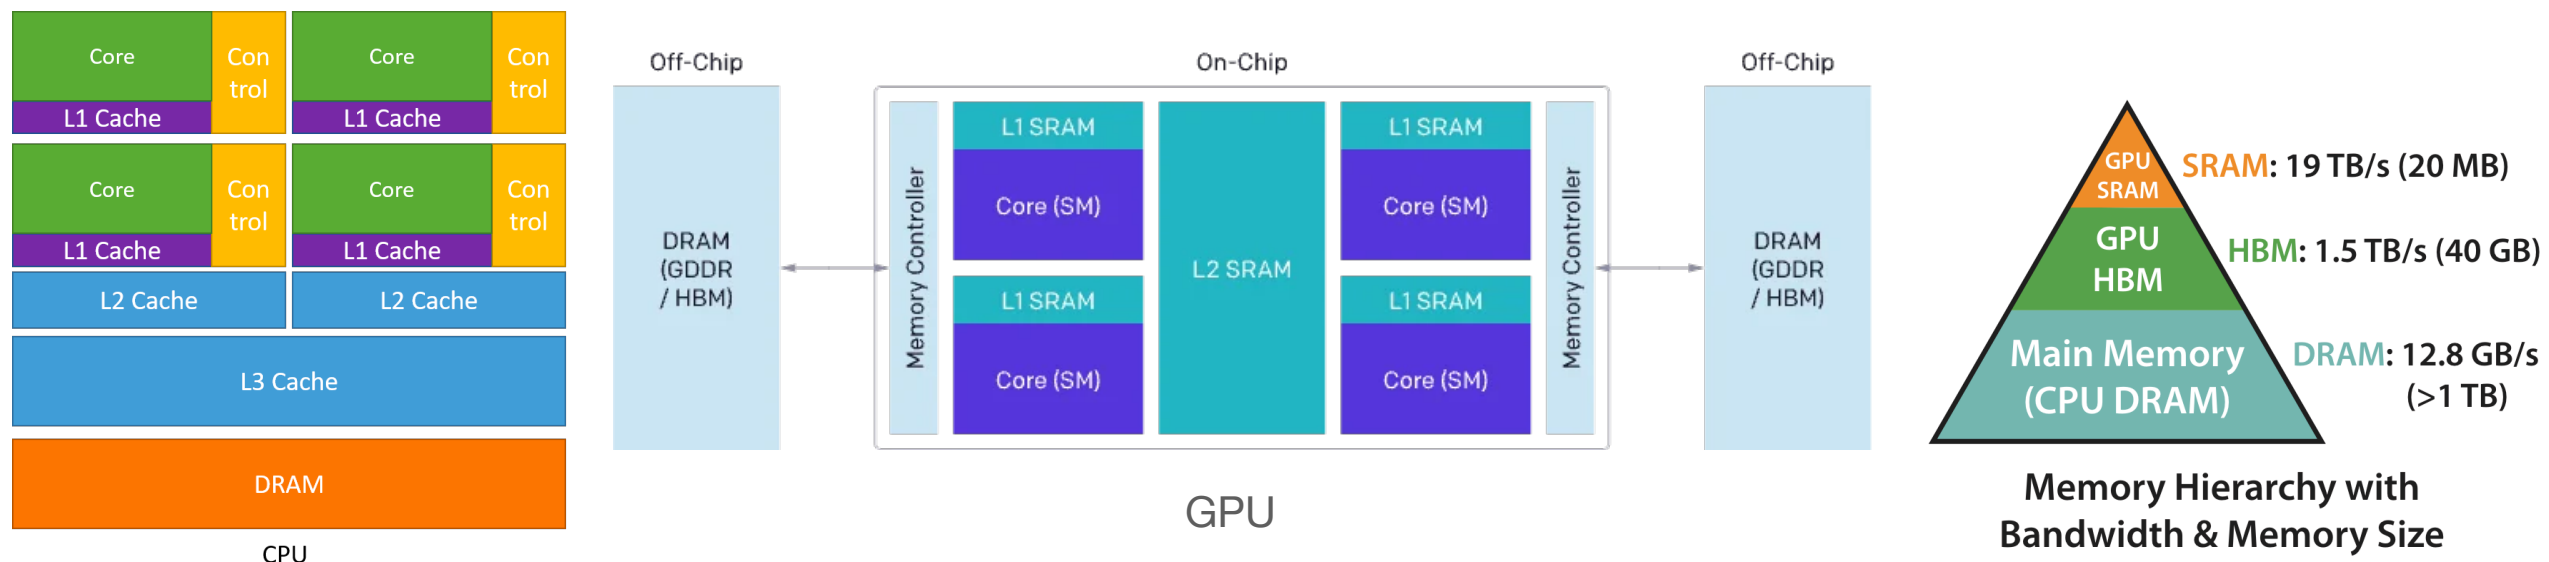 Core
Con
trol
Core
Con
trol
L1 Cache
L1 Cache
Core
Con
trol
Core
Con
trol
L1 Cache
L1 Cache
L2 Cache
L2 Cache
L3 Cache
DRAM
CPU
Off-Chip
On-Chip
Off-Chip
DRAM
(GDDR
/ HBM)
Memory Controller
L1 SRAM
Core (SM)
L1 SRAM
Core (SM)
L2 SRAM
L1 SRAM
Core (SM)
L1 SRAM
Core (SM)
Memory Controller
DRAM
(GDDR
/ HBM)
GPU
GPU
SRAM
SRAM: 19 TB/s (20 MB)
GPU
HBM
HBM: 1.5 TB/s (40 GB)
Main Memory
(CPU DRAM)
DRAM: 12.8 GB/s
(>1 TB)
Memory Hierarchy with
Bandwidth & Memory Size